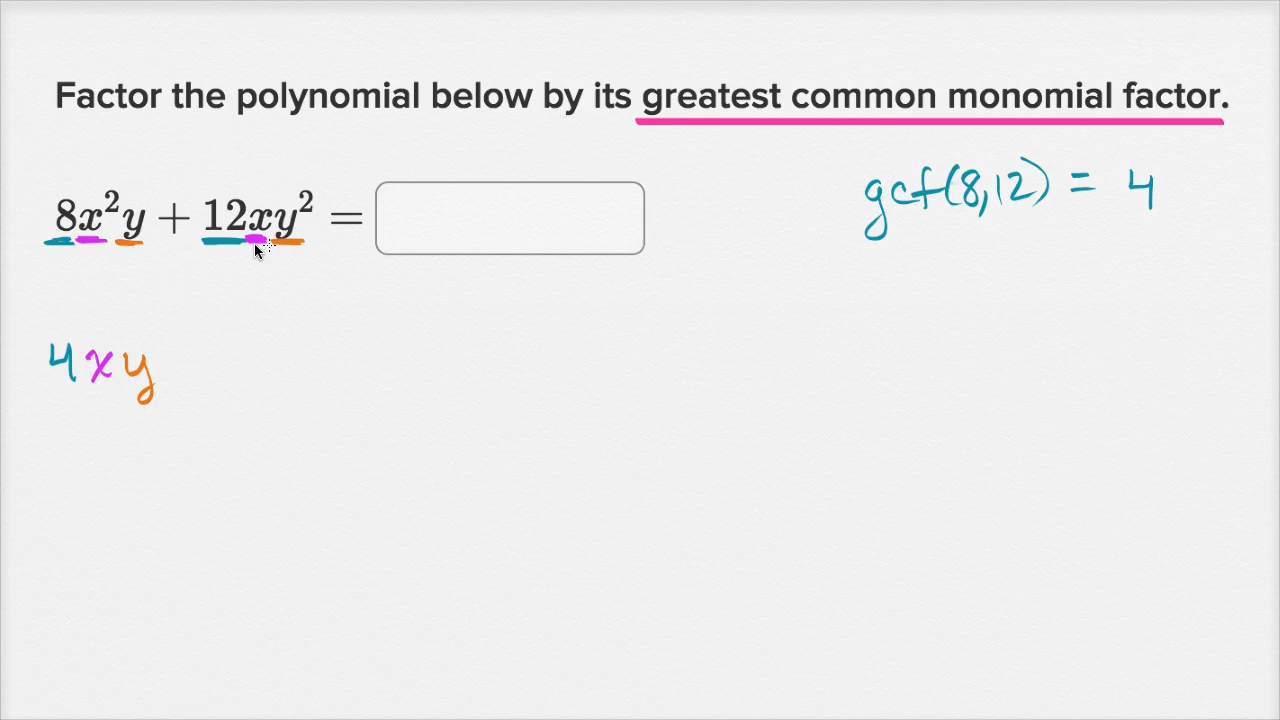 Factor the polynomial below by its greatest common monomial factor.
8x²y + 12xy² =
gcf(8,12) = 4
4xy